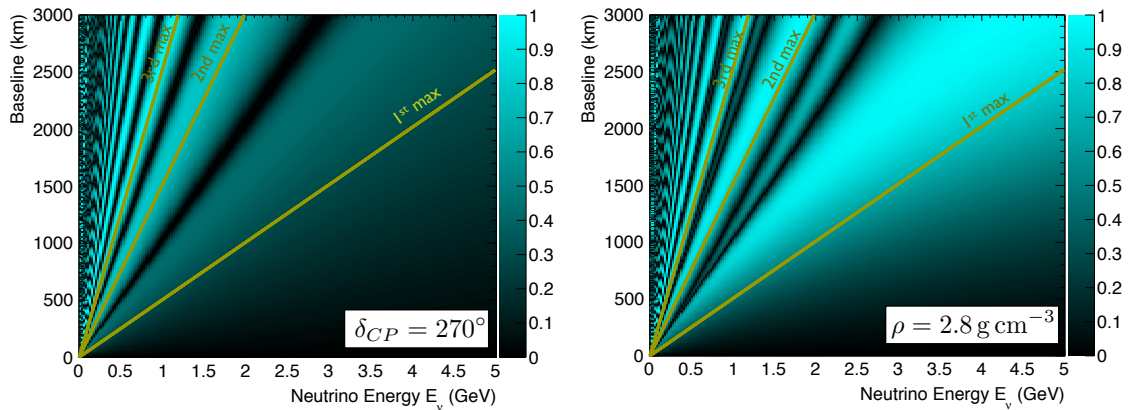 Baseline (km)
3000
2500
2000
1500
1000
500
0
3rd max
2nd max
1st max
δCP = 270°
0 0.5 1 1.5 2 2.5 3 3.5 4 4.5 5
Neutrino Energy Eν (GeV)
1
0.9
0.8
0.7
0.6
0.5
0.4
0.3
0.2
0.1
0
Baseline (km)
3000
2500
2000
1500
1000
500
0
3rd max
2nd max
1st max
ρ = 2.8 g cm⁻³
0 0.5 1 1.5 2 2.5 3 3.5 4 4.5 5
Neutrino Energy Eν (GeV)
1
0.9
0.8
0.7
0.6
0.5
0.4
0.3
0.2
0.1
0